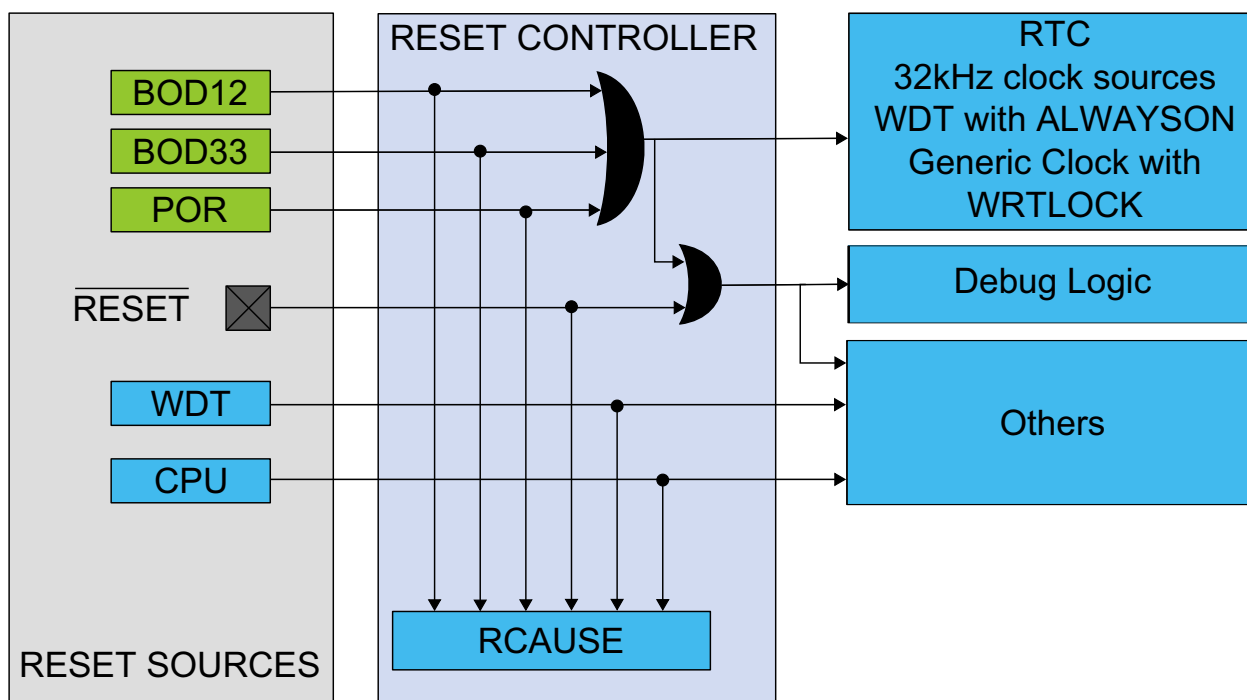 RESET SOURCES
BOD12
BOD33
POR
RESET
WDT
CPU
RESET CONTROLLER
RCAUSE
RTC
32kHz clock sources
WDT with ALWAYSON
Generic Clock with
WRTLOCK
Debug Logic
Others